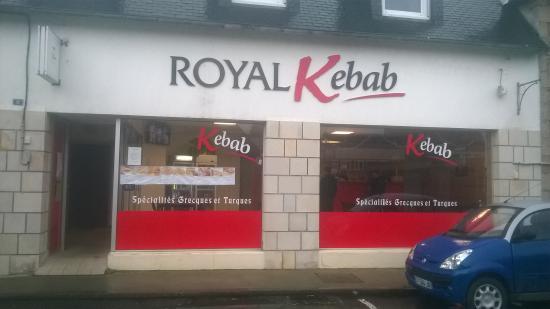 ROYAL Kebab
Kebab
Spécialités Grecques et Turques
Kebab
Spécialités Grecques et Turques